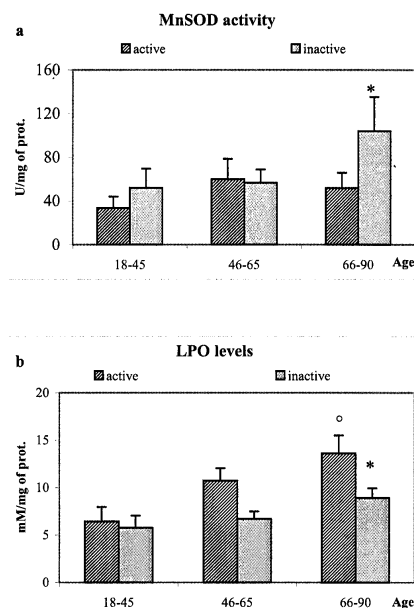 MnSOD activity
a
active inactive
160
*
120
U/mg of prot.
80
40
0
18-45 46-65 66-90 Age
LPO levels
b
active inactive
20
°
15
*
mM/mg of prot.
10
5
0
18-45 46-65 66-90 Age